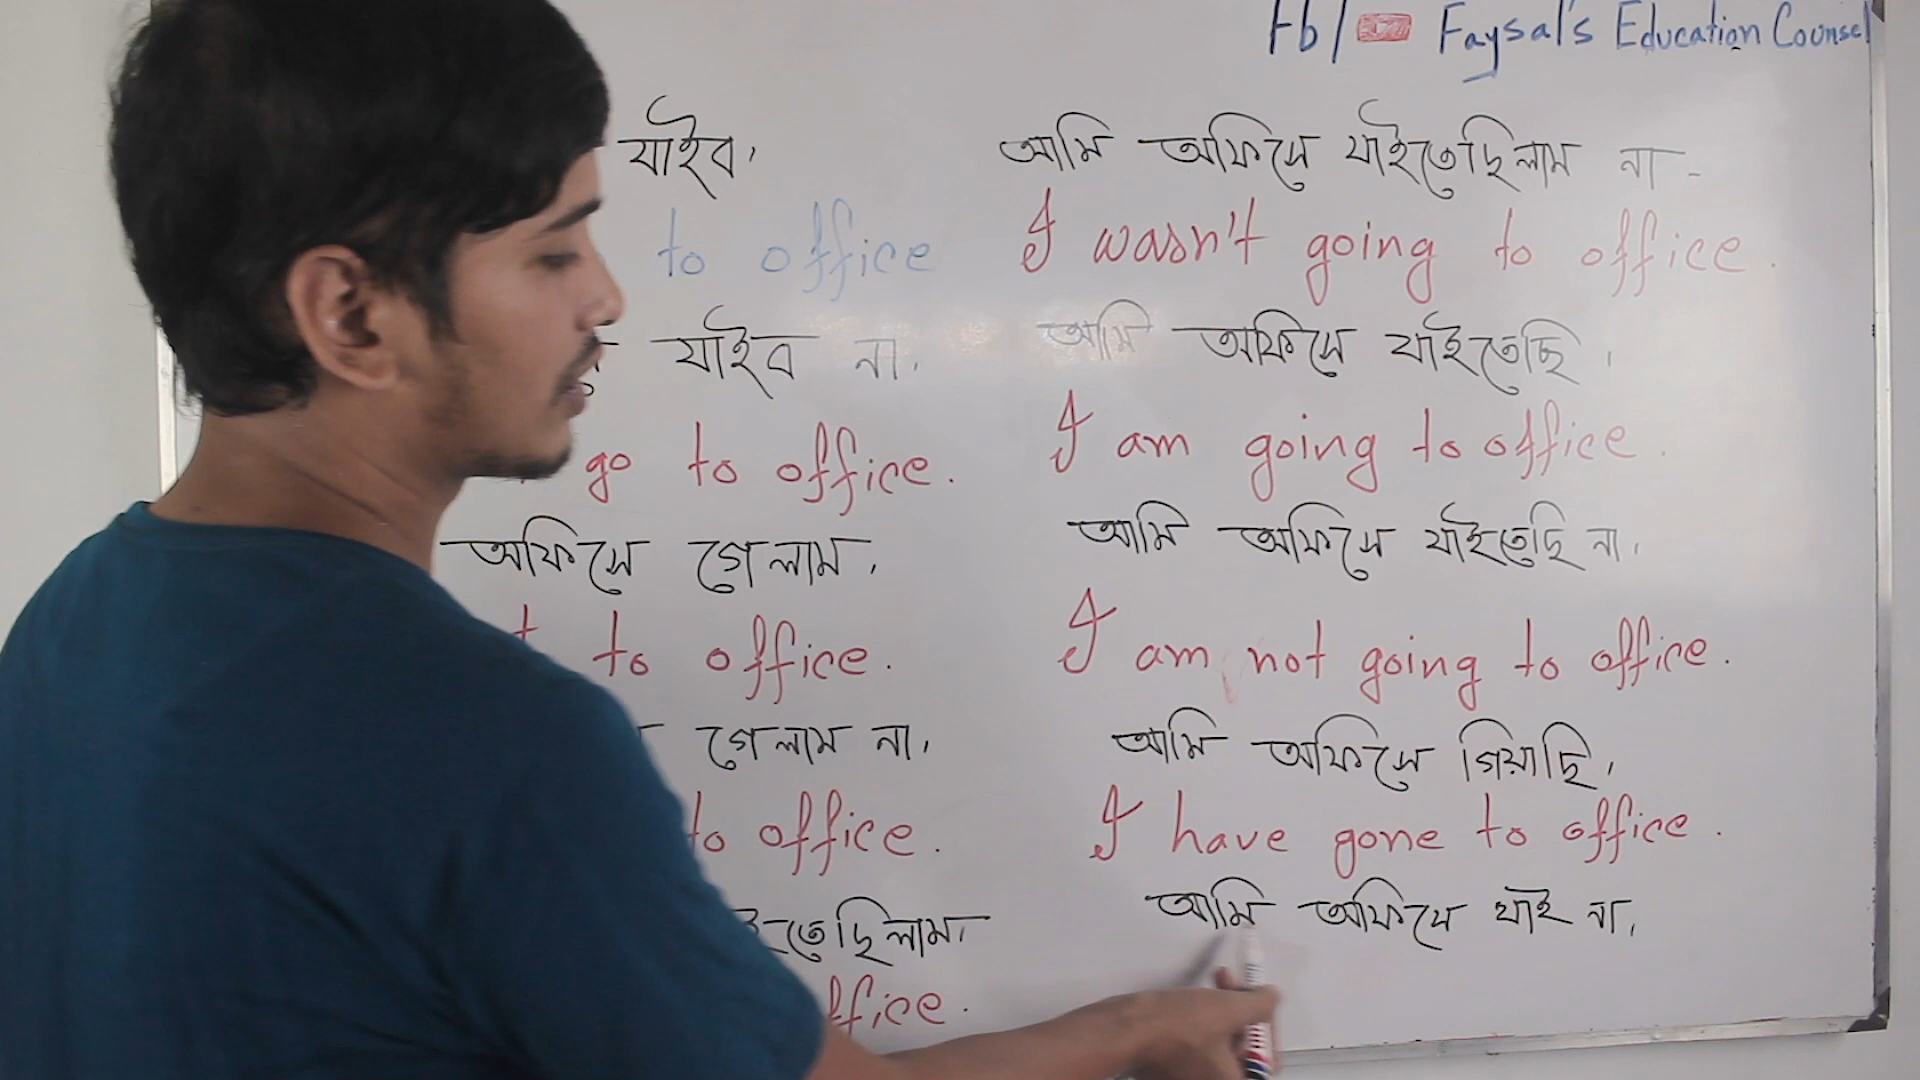 Fb/ Faysal's Education Counsel
যাইব।
to office
যাইব না।
go to office.
অফিসে গেলাম।
to office.
গেলাম না।
to office.
ইতেছিলাম।
ffice.
আমি অফিসে যাইতেছিলাম না-
I wasn't going to office.
আমি অফিসে যাইতেছি।
I am going to office.
আমি অফিসে যাইতেছি না।
I am not going to office.
আমি অফিসে গিয়াছি।
I have gone to office.
আমি অফিসে যাই না।